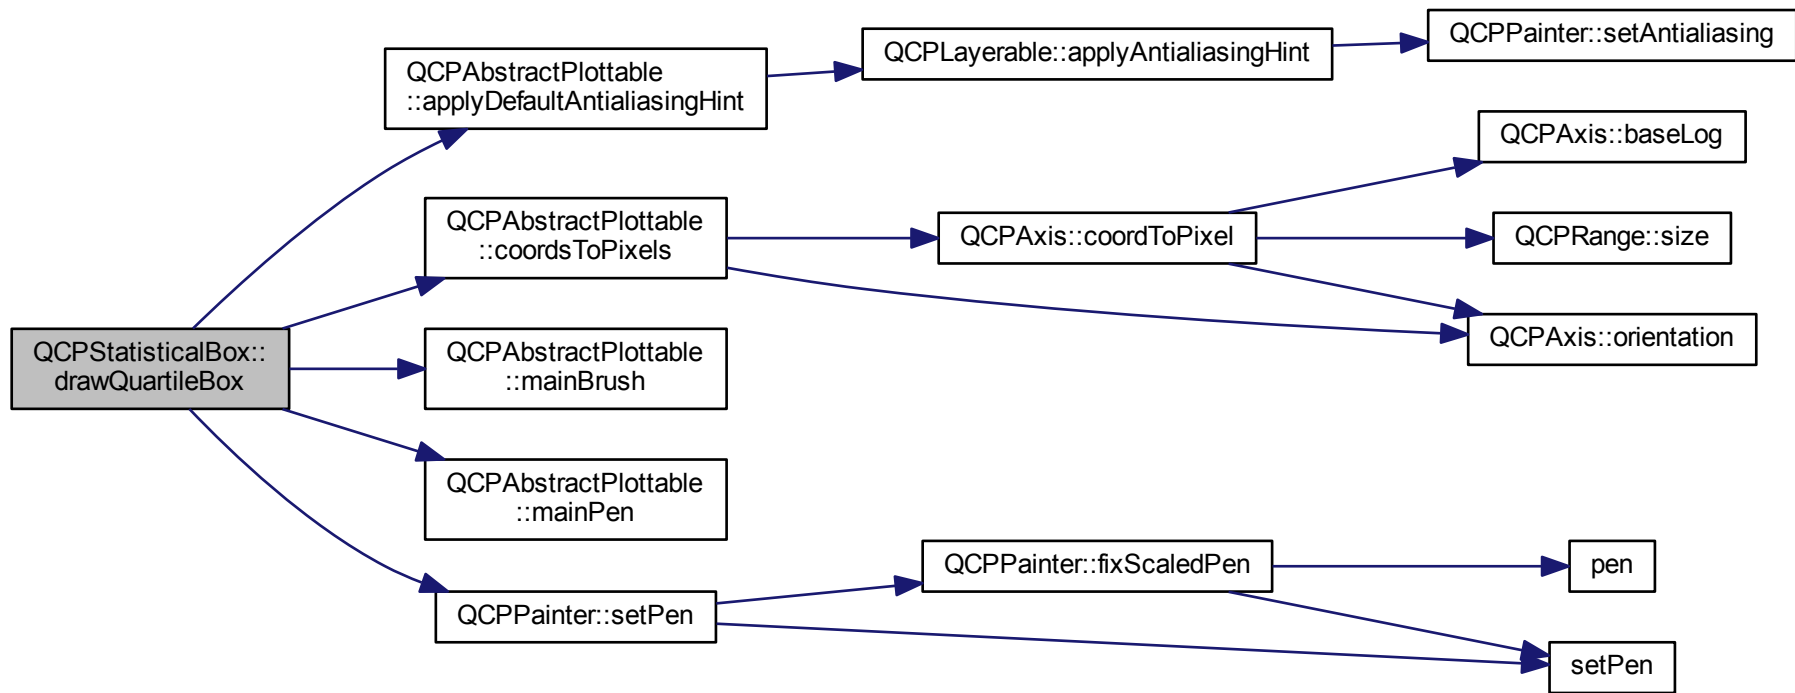 QCPStatisticalBox::
drawQuartileBox
QCPAbstractPlottable
::applyDefaultAntialiasingHint
QCPLayerable::applyAntialiasingHint
QCPPainter::setAntialiasing
QCPAbstractPlottable
::coordsToPixels
QCPAxis::coordToPixel
QCPAxis::baseLog
QCPRange::size
QCPAxis::orientation
QCPAbstractPlottable
::mainBrush
QCPAbstractPlottable
::mainPen
QCPPainter::setPen
QCPPainter::fixScaledPen
pen
setPen